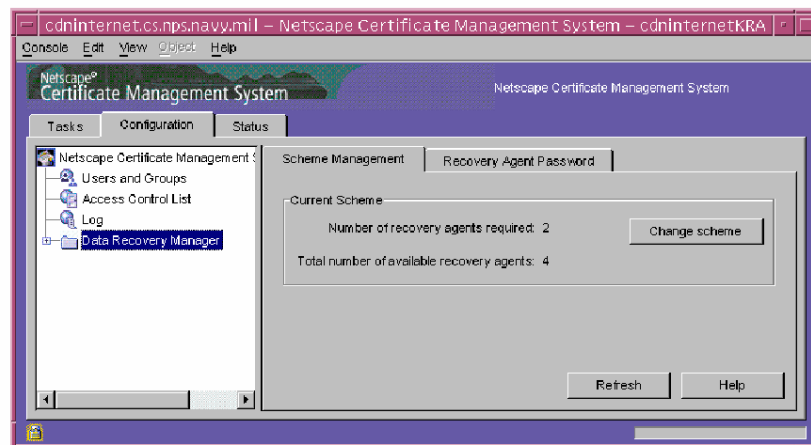 cdninternet.cs.nps.navy.mil – Netscape Certificate Management System – cdninternetKRA
Console Edit View Object Help
Netscape®
Certificate Management System
Netscape Certificate Management System
Tasks Configuration Status
Netscape Certificate Management S
Users and Groups
Access Control List
Log
Data Recovery Manager
Scheme Management Recovery Agent Password
Current Scheme
Number of recovery agents required: 2
Change scheme
Total number of available recovery agents: 4
Refresh Help